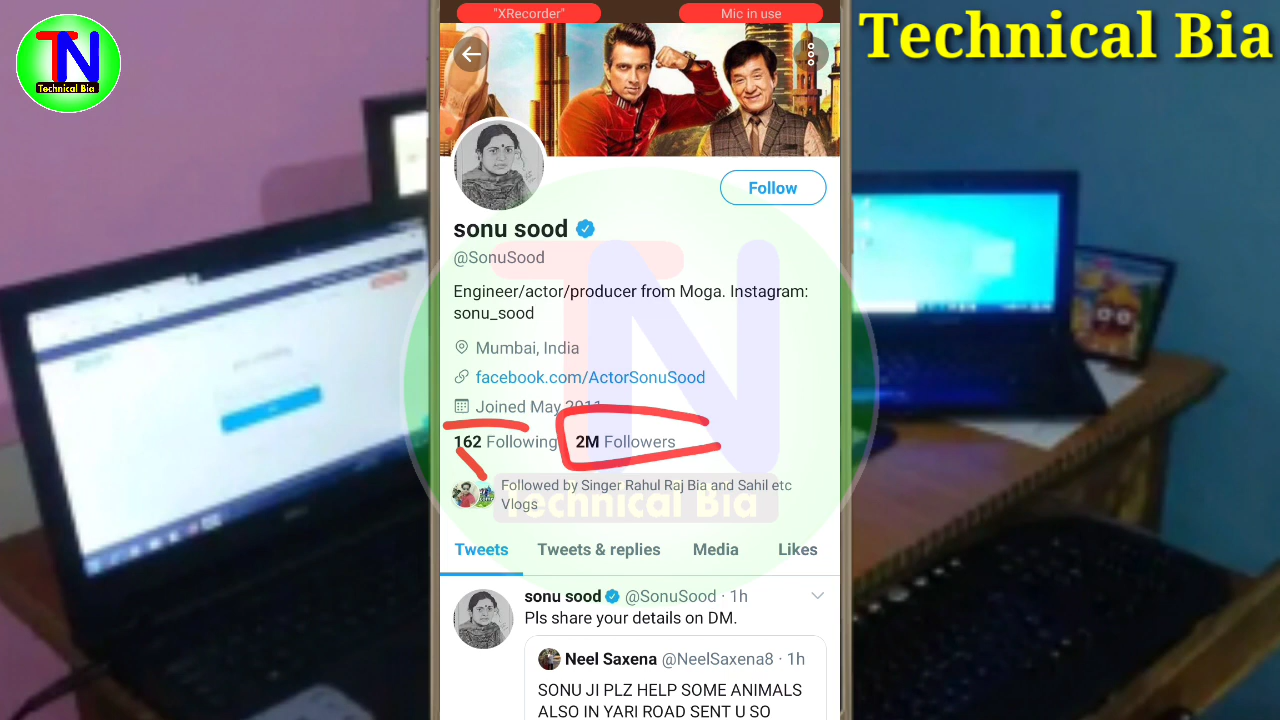 "XRecorder"
Mic in use
TN
Technical Bia
Technical Bia
Follow
sonu sood
@SonuSood
Engineer/actor/producer from Moga. Instagram:
sonu_sood
Mumbai, India
facebook.com/ActorSonuSood
Joined May 2011
162 Following
2M Followers
Followed by Singer Rahul Raj Bia and Sahil etc
Vlogs
TN
Technical Bia
Tweets
Tweets & replies
Media
Likes
sonu sood @SonuSood · 1h
Pls share your details on DM.
Neel Saxena @NeelSaxena8 · 1h
SONU JI PLZ HELP SOME ANIMALS
ALSO IN YARI ROAD SENT U SO